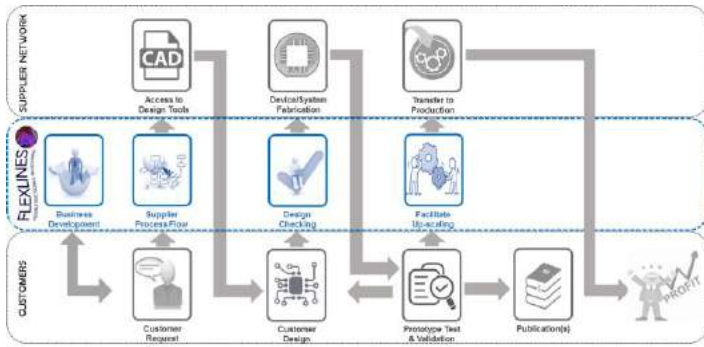 SUPPLIER NETWORK
CAD
Access to
Design Tools
Device/System
Fabrication
Transfer to
Production
FLEXLINES
Business
Development
Supplier
Process Flow
Design
Checking
Facilitate
Up-scaling
CUSTOMERS
Customer
Request
Customer
Design
Prototype Test
& Validation
Publication(s)
PROFIT